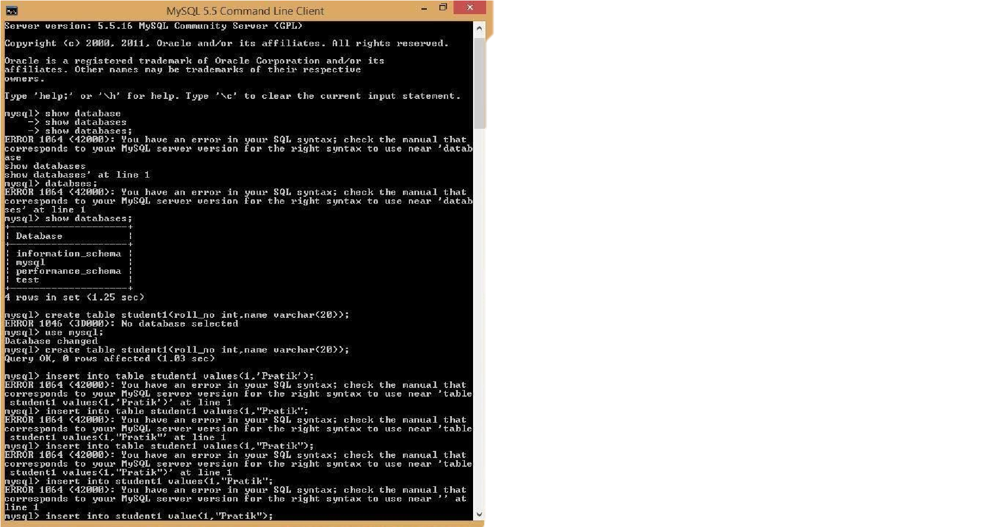 MySQL 5.5 Command Line Client
Server version: 5.5.16 MySQL Community Server (GPL)
Copyright (c) 2000, 2011, Oracle and/or its affiliates. All rights reserved.
Oracle is a registered trademark of Oracle Corporation and/or its
affiliates. Other names may be trademarks of their respective
owners.
Type 'help;' or '\h' for help. Type '\c' to clear the current input statement.
mysql> show database
    -> show databases
    -> show databases;
ERROR 1064 (42000): You have an error in your SQL syntax; check the manual that
corresponds to your MySQL server version for the right syntax to use near 'datab
ase
show databases
show databases' at line 1
mysql> databses;
ERROR 1064 (42000): You have an error in your SQL syntax; check the manual that
corresponds to your MySQL server version for the right syntax to use near 'datab
ses' at line 1
mysql> show databases;
+--------------------+
| Database           |
+--------------------+
| information_schema |
| mysql              |
| performance_schema |
| test               |
+--------------------+
4 rows in set (1.25 sec)
mysql> create table student1(roll_no int,name varchar(20));
ERROR 1046 (3D000): No database selected
mysql> use mysql;
Database changed
mysql> create table student1(roll_no int,name varchar(20));
Query OK, 0 rows affected (1.03 sec)
mysql> insert into table student1 values(1,'Pratik');
ERROR 1064 (42000): You have an error in your SQL syntax; check the manual that
corresponds to your MySQL server version for the right syntax to use near 'table
 student1 values(1,'Pratik')' at line 1
mysql> insert into table student1 values(1,"Pratik";
ERROR 1064 (42000): You have an error in your SQL syntax; check the manual that
corresponds to your MySQL server version for the right syntax to use near 'table
 student1 values(1,"Pratik"' at line 1
mysql> insert into table student1 values(1,"Pratik");
ERROR 1064 (42000): You have an error in your SQL syntax; check the manual that
corresponds to your MySQL server version for the right syntax to use near 'table
 student1 values(1,"Pratik")' at line 1
mysql> insert into student1 values(1,"Pratik";
ERROR 1064 (42000): You have an error in your SQL syntax; check the manual that
corresponds to your MySQL server version for the right syntax to use near '' at
line 1
mysql> insert into student1 value(1,"Pratik");